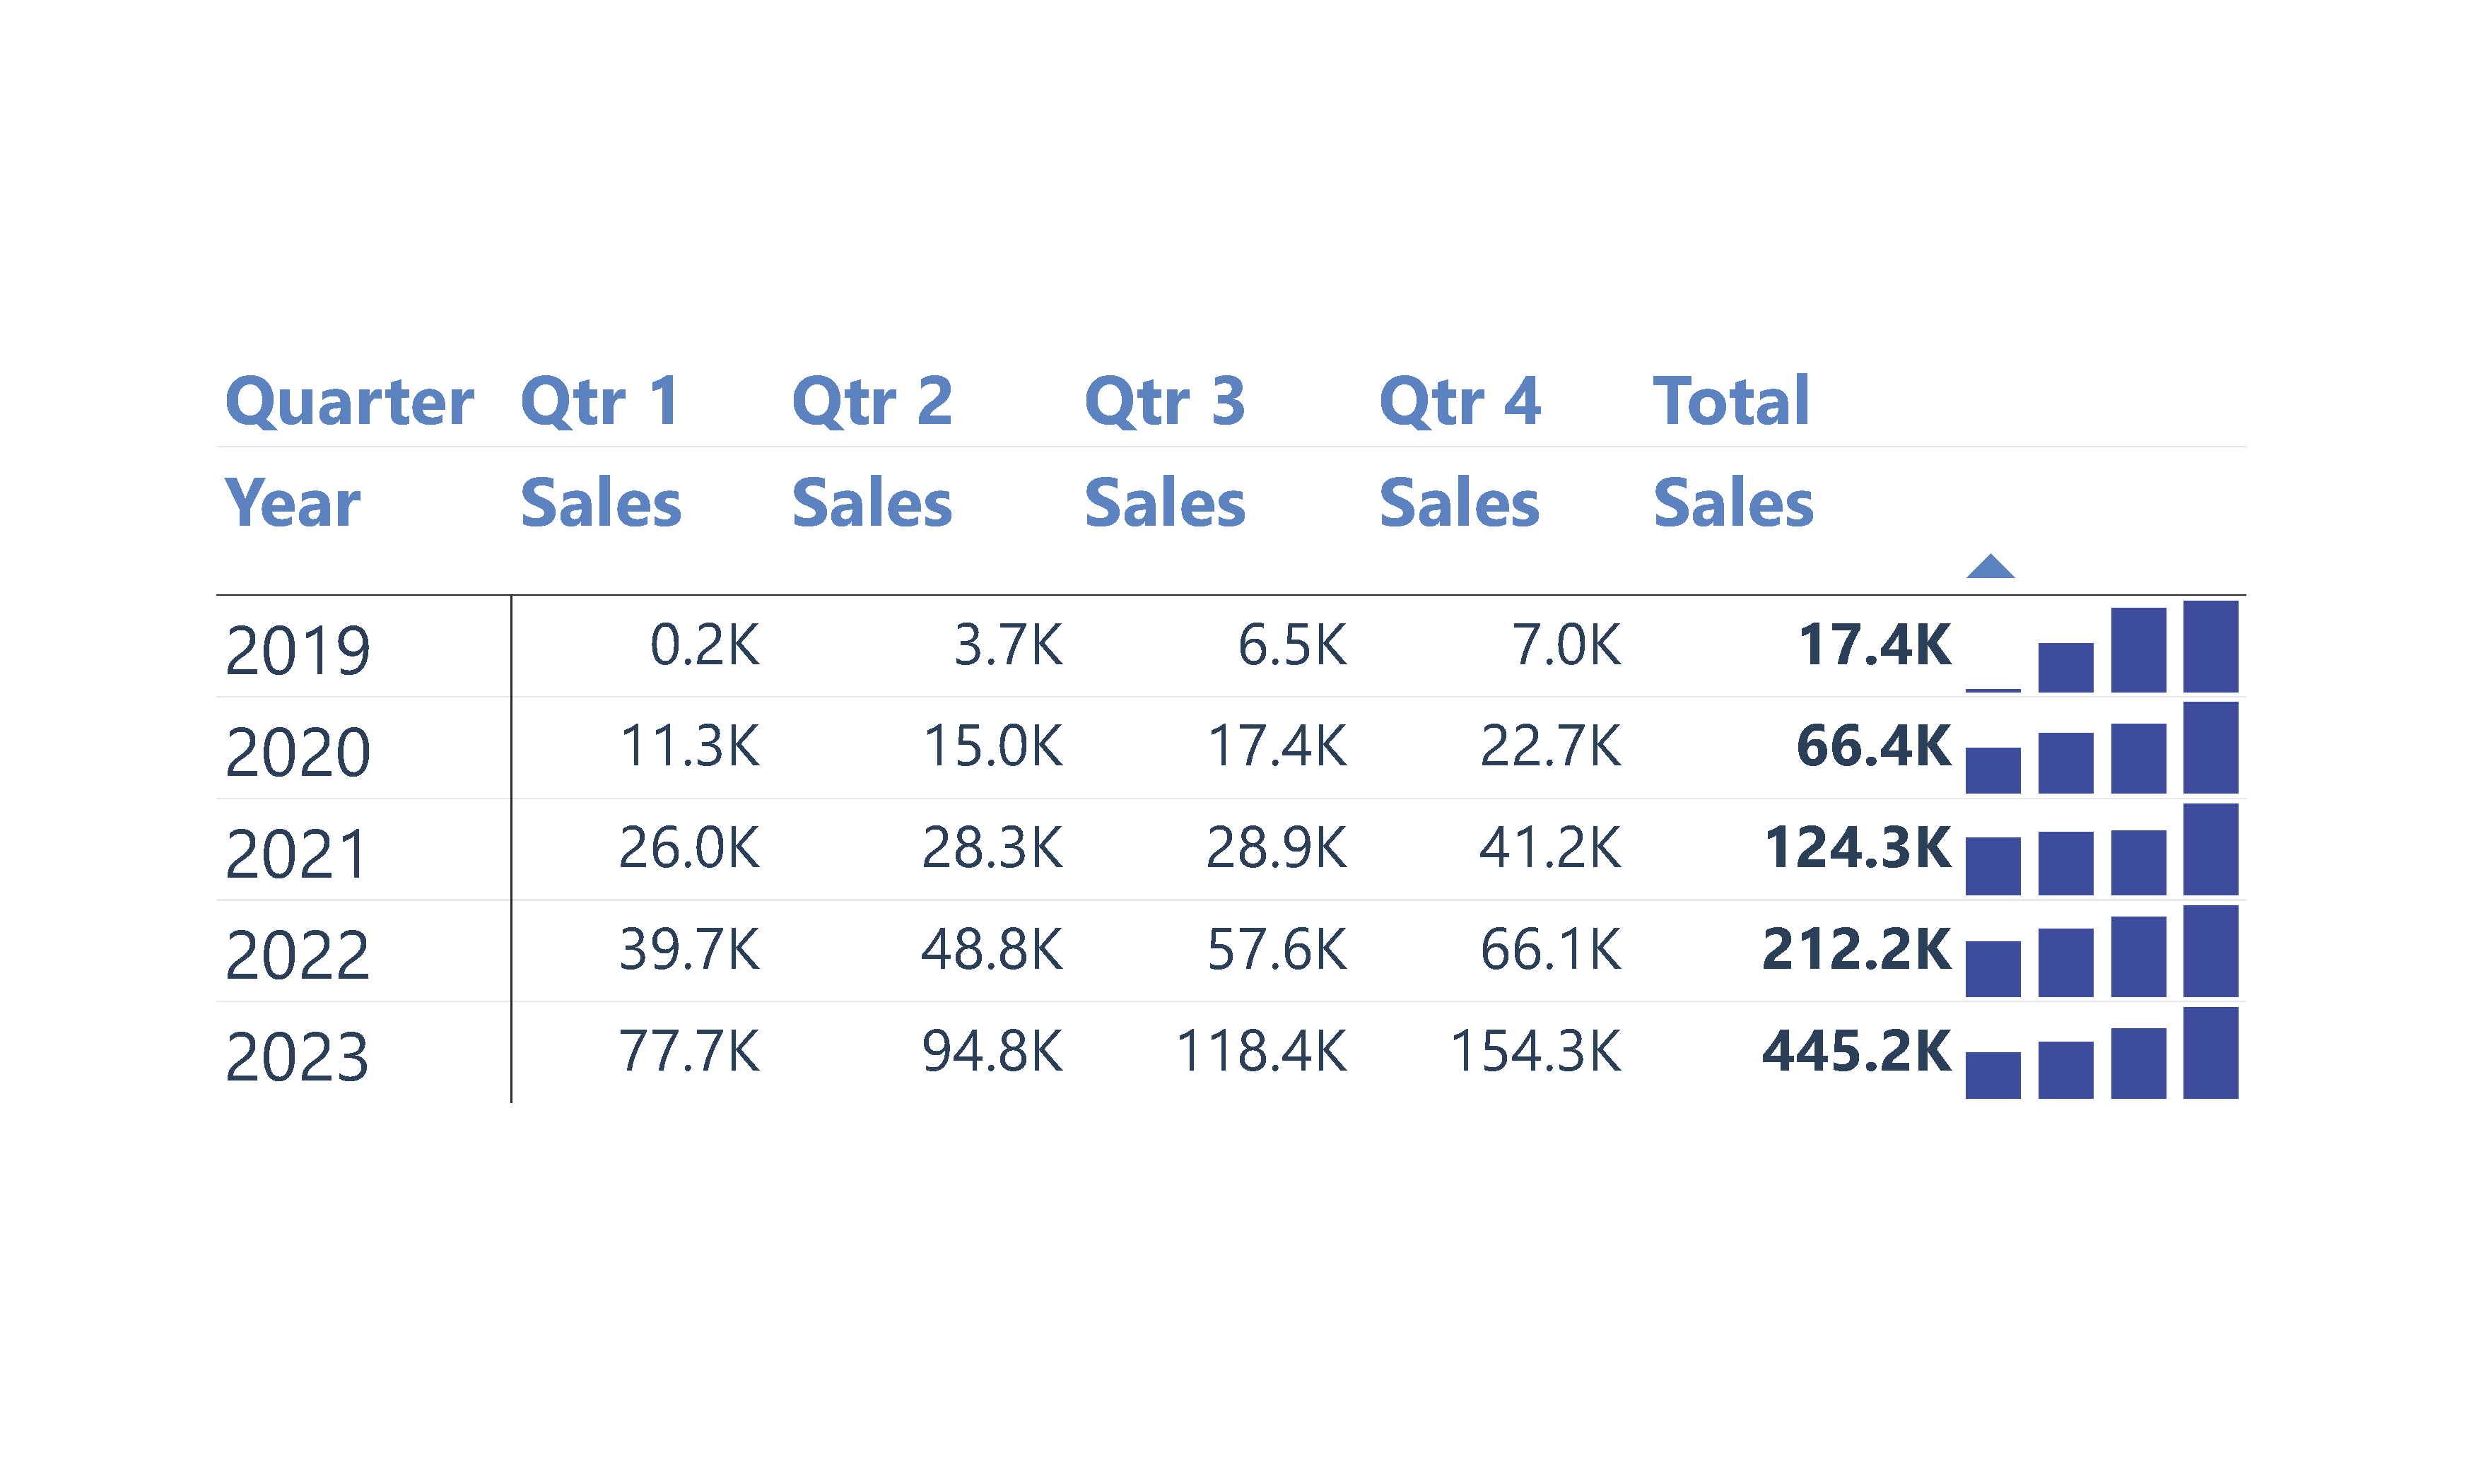 Quarter Qtr 1 Qtr 2 Qtr 3 Qtr 4 Total
Year Sales Sales Sales Sales Sales
2019 0.2K 3.7K 6.5K 7.0K 17.4K
2020 11.3K 15.0K 17.4K 22.7K 66.4K
2021 26.0K 28.3K 28.9K 41.2K 124.3K
2022 39.7K 48.8K 57.6K 66.1K 212.2K
2023 77.7K 94.8K 118.4K 154.3K 445.2K